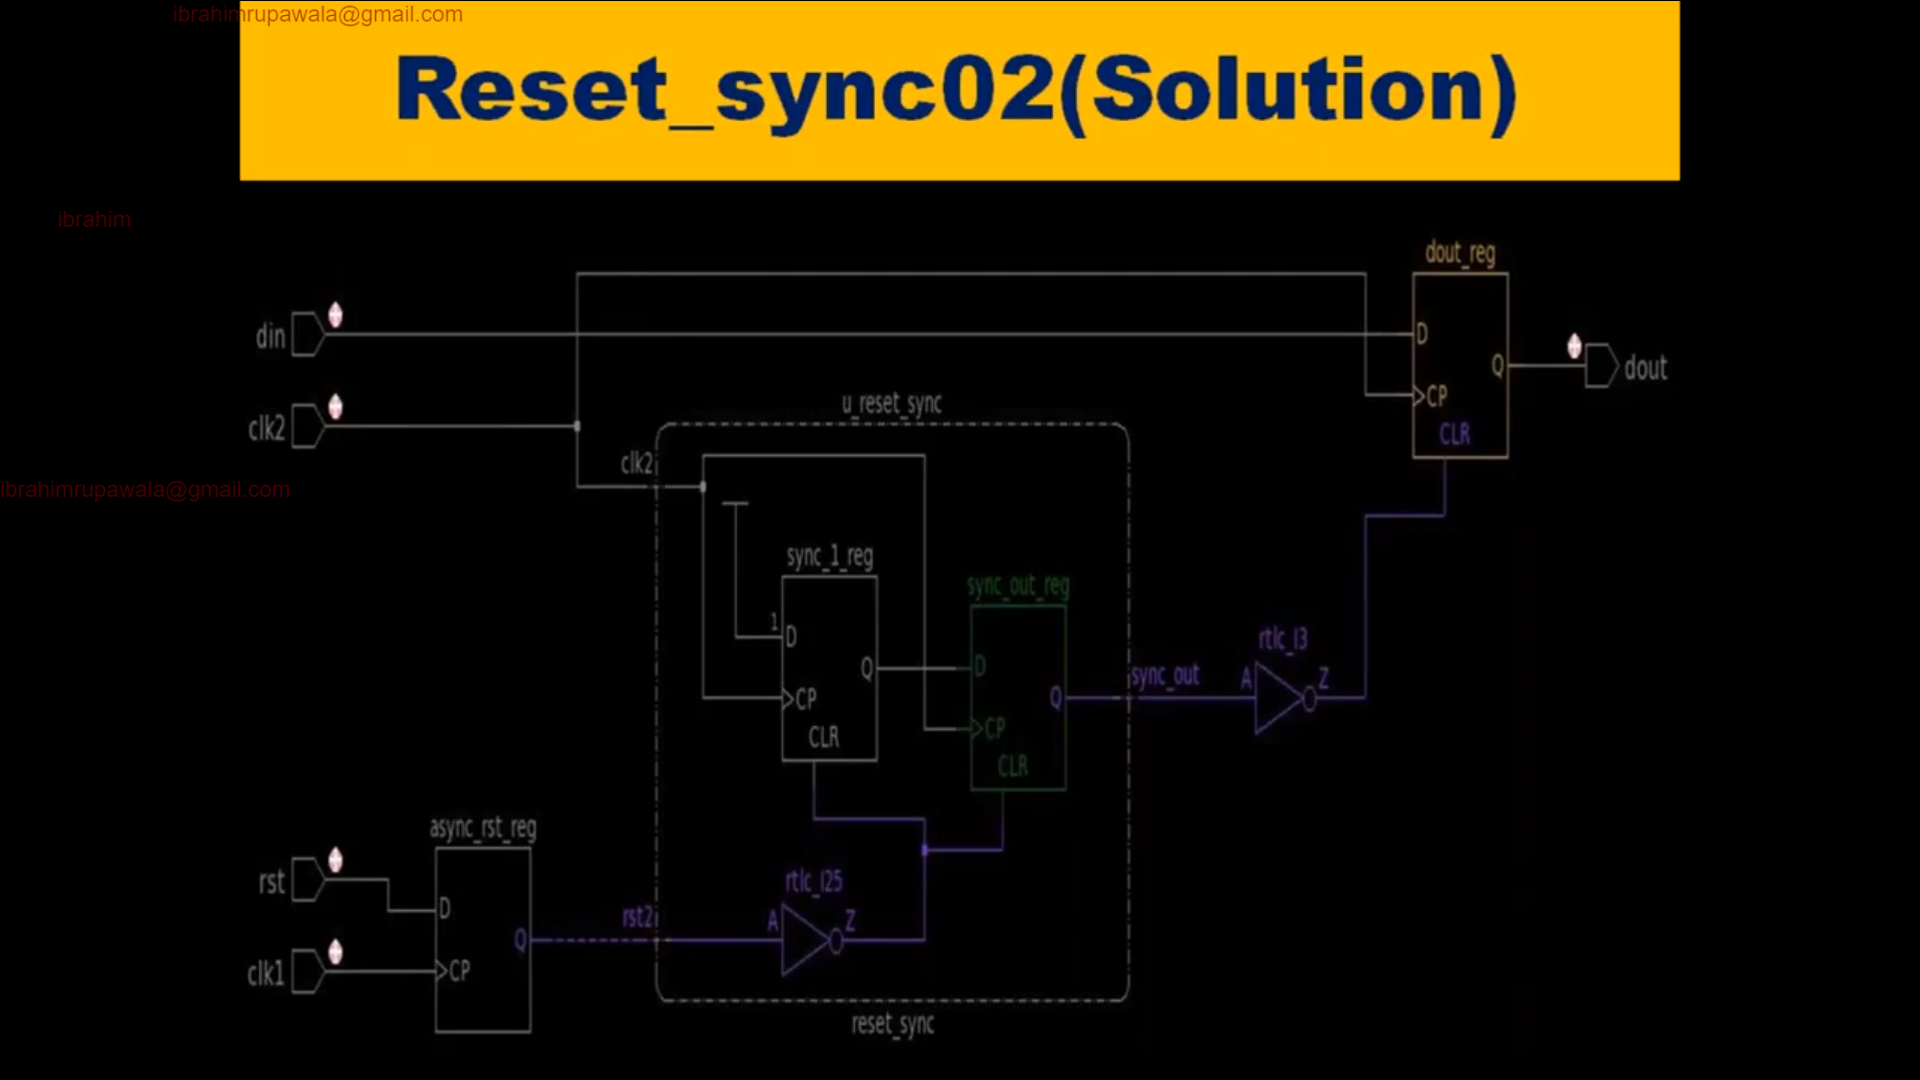 ibrahimrupawala@gmail.com
Reset_sync02(Solution)
ibrahim
dout_reg
din
D
Q
dout
CP
CLR
clk2
u_reset_sync
clk2
ibrahimrupawala@gmail.com
sync_1_reg
sync_out_reg
1
D
Q
D
CP
CLR
Q
CP
CLR
sync_out
rtlc_I3
A
Z
async_rst_reg
rst
D
Q
rst2
rtlc_I25
A
Z
clk1
CP
reset_sync